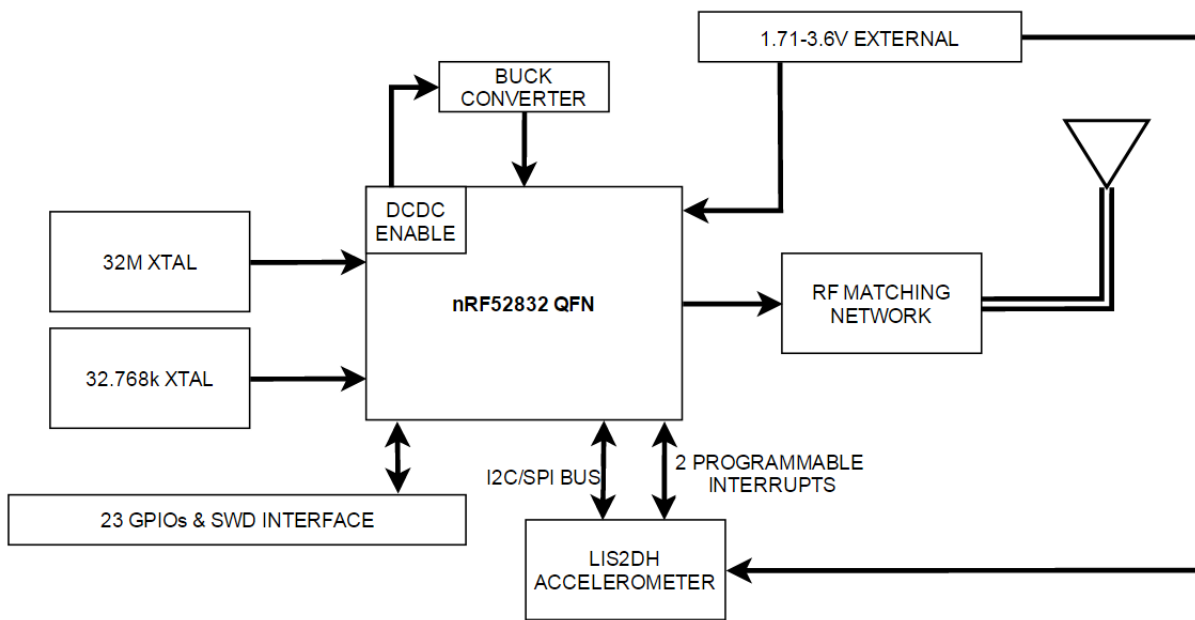 1.71-3.6V EXTERNAL
BUCK
CONVERTER
DCDC
ENABLE
32M XTAL
nRF52832 QFN
RF MATCHING
NETWORK
32.768k XTAL
I2C/SPI BUS
2 PROGRAMMABLE
INTERRUPTS
23 GPIOs & SWD INTERFACE
LIS2DH
ACCELEROMETER